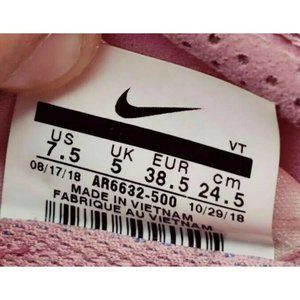 VT
US UK EUR cm
7.5 5 38.5 24.5
08/17/18 AR6632-500 10/29/18
MADE IN VIETNAM
FABRIQUE AU VIETNAM